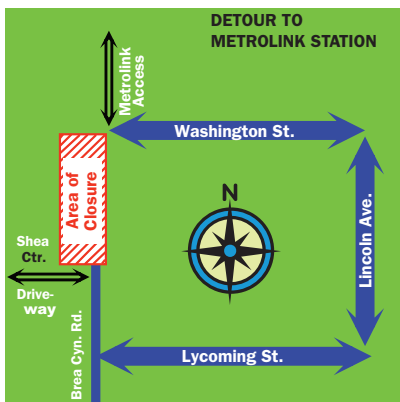 DETOUR TO
METROLINK STATION
Metrolink
Access
Washington St.
Area of
Closure
N
Lincoln Ave.
Shea
Ctr.
Drive-
way
Brea Cyn. Rd.
Lycoming St.